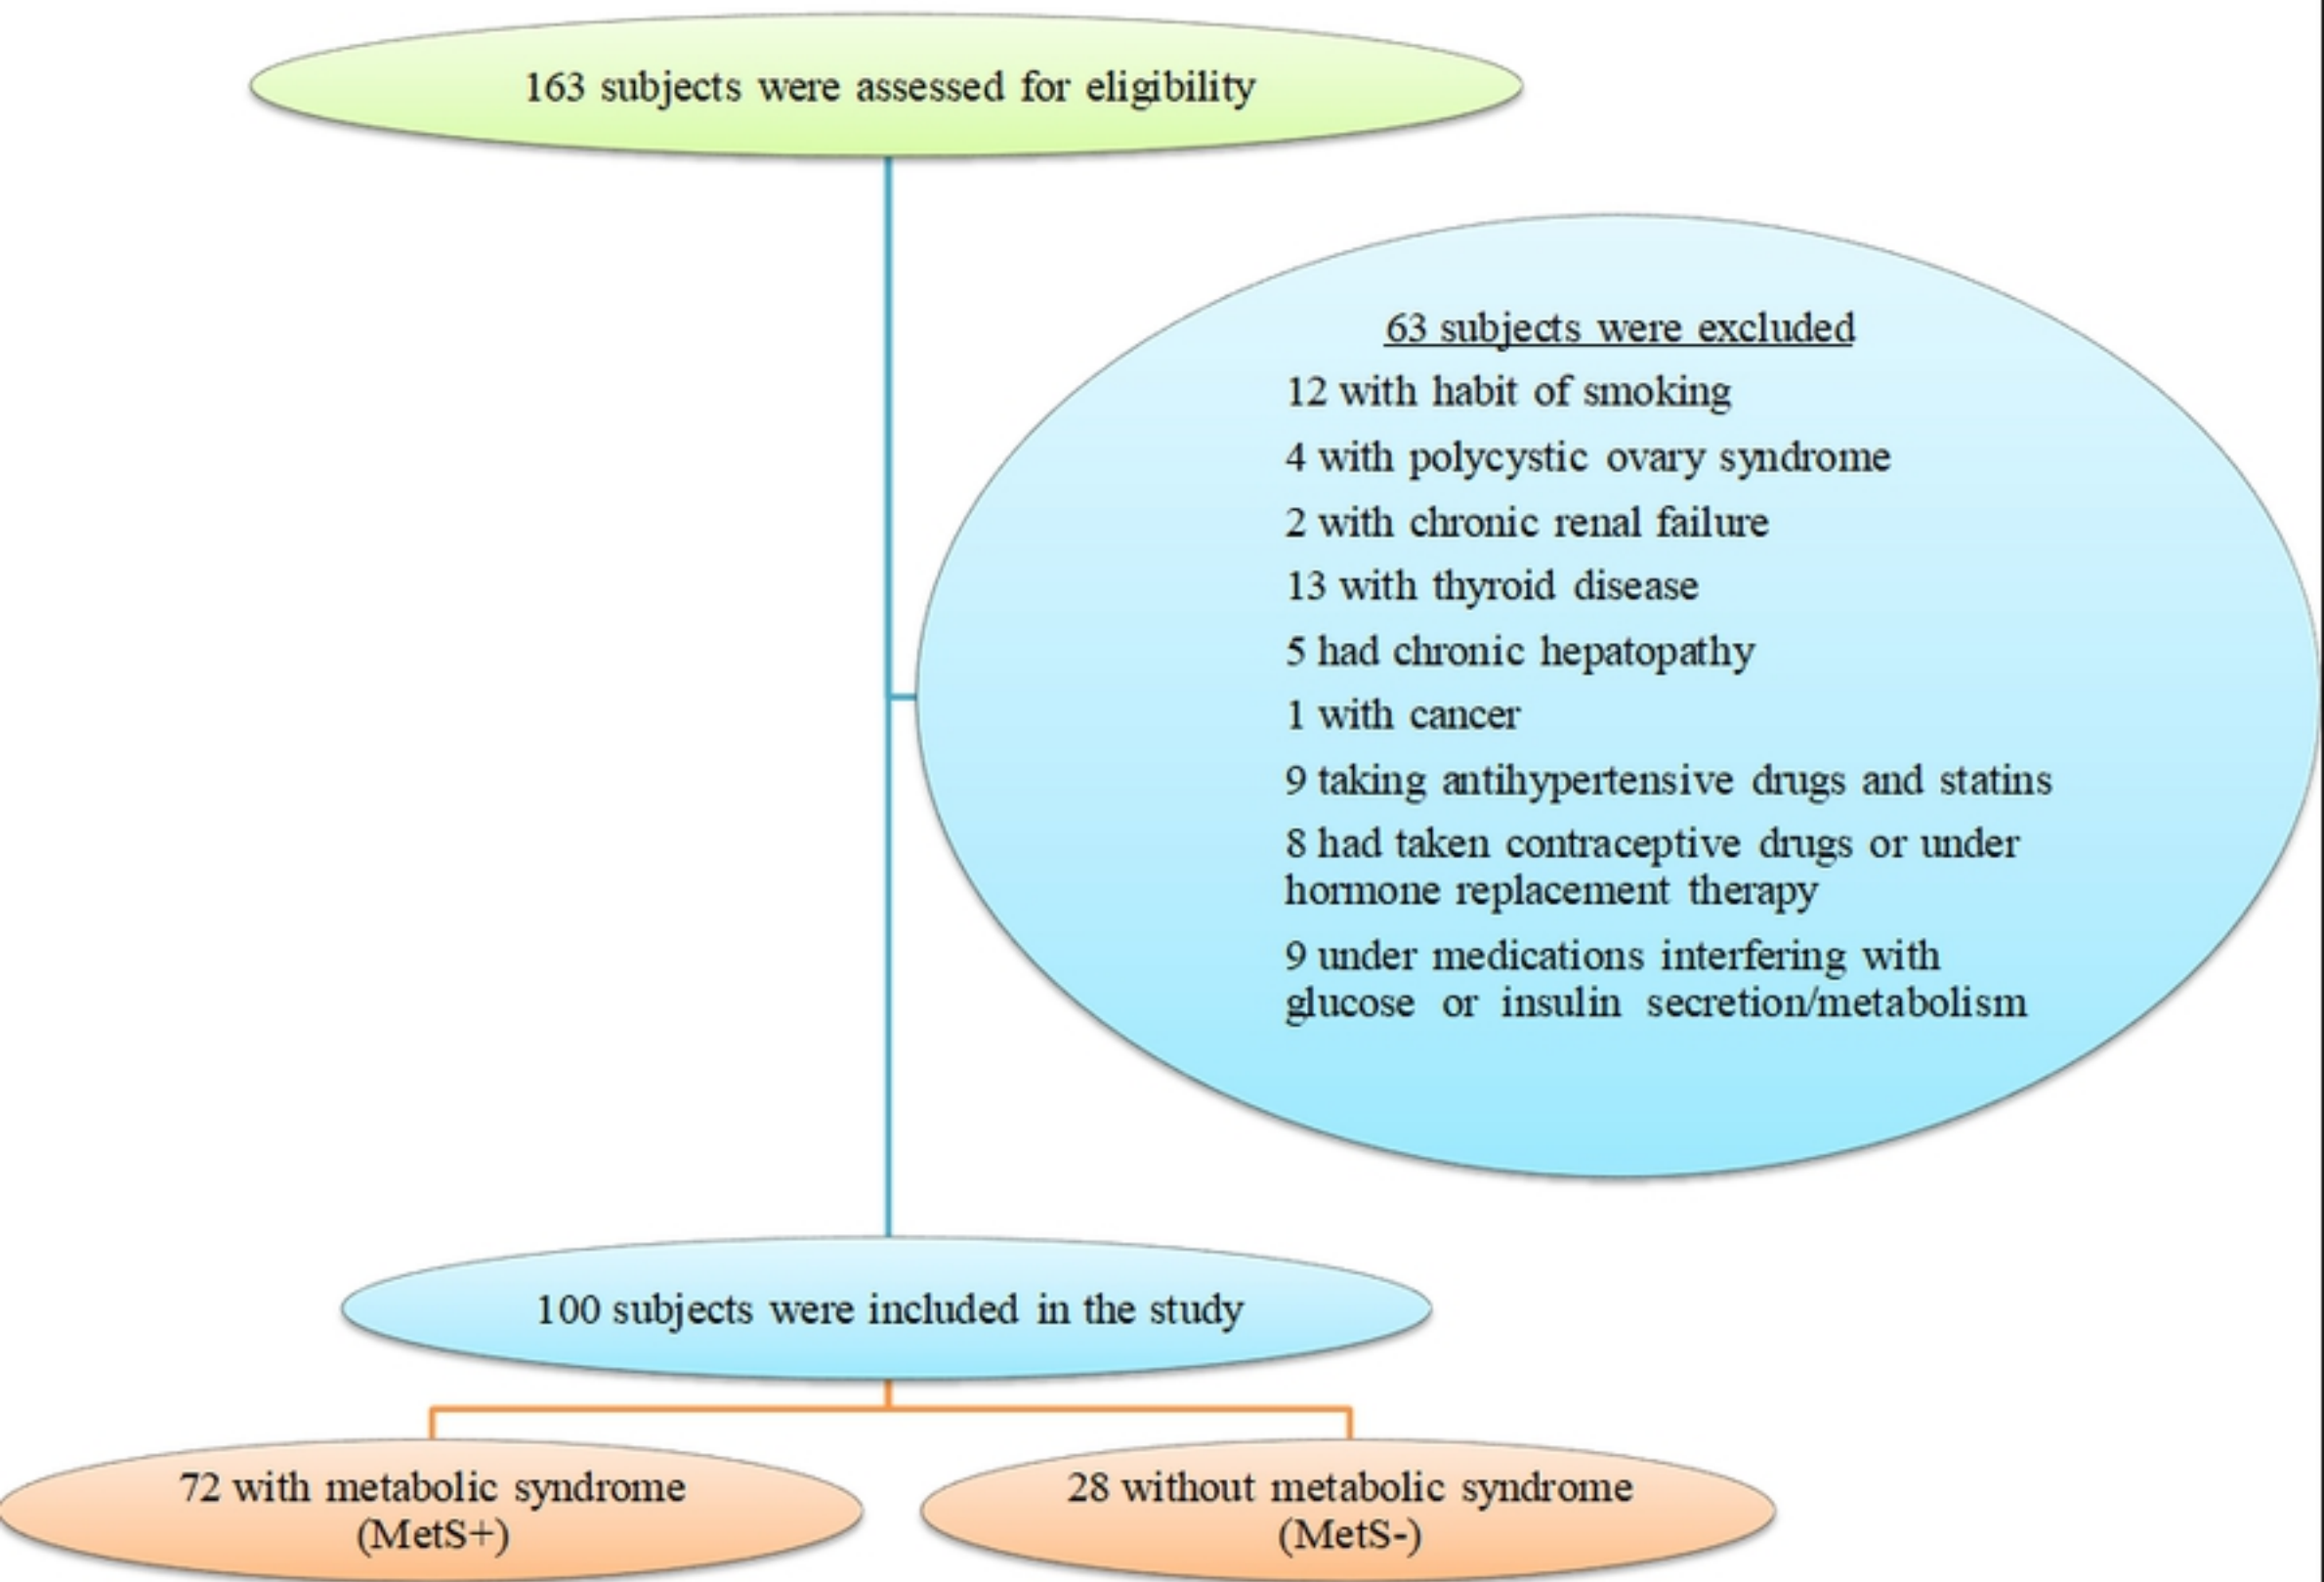 163 subjects were assessed for eligibility
63 subjects were excluded
12 with habit of smoking
4 with polycystic ovary syndrome
2 with chronic renal failure
13 with thyroid disease
5 had chronic hepatopathy
1 with cancer
9 taking antihypertensive drugs and statins
8 had taken contraceptive drugs or under
hormone replacement therapy
9 under medications interfering with
glucose or insulin secretion/metabolism
100 subjects were included in the study
72 with metabolic syndrome
(MetS+)
28 without metabolic syndrome
(MetS-)